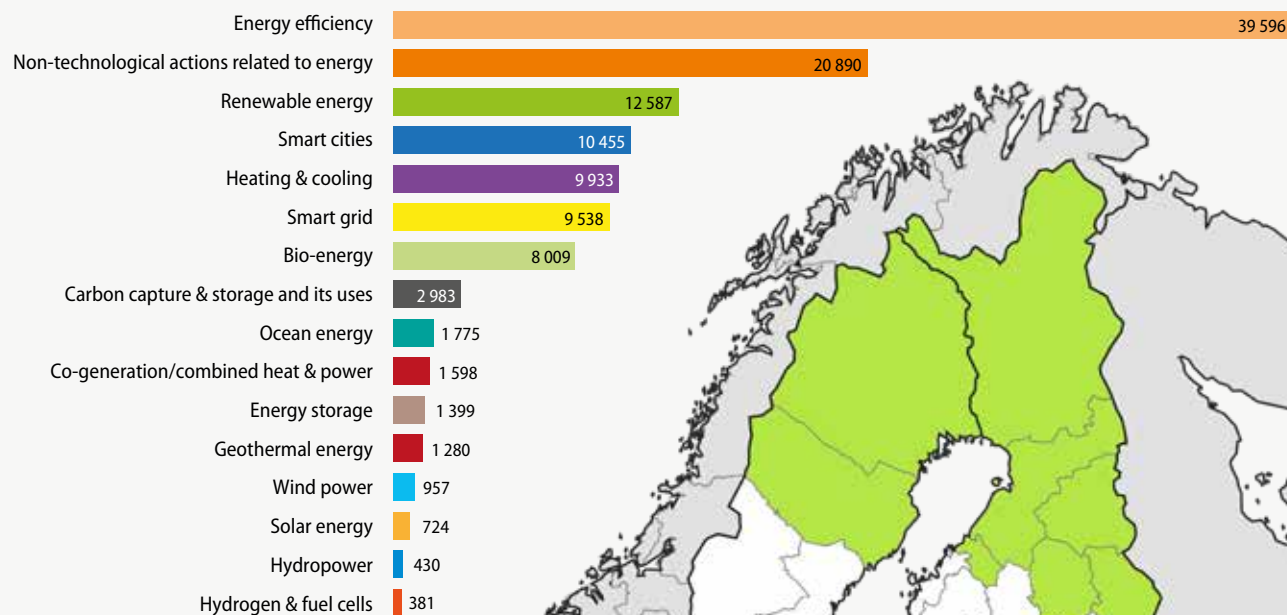 Energy efficiency 39 596
Non-technological actions related to energy 20 890
Renewable energy 12 587
Smart cities 10 455
Heating & cooling 9 933
Smart grid 9 538
Bio-energy 8 009
Carbon capture & storage and its uses 2 983
Ocean energy 1 775
Co-generation/combined heat & power 1 598
Energy storage 1 399
Geothermal energy 1 280
Wind power 957
Solar energy 724
Hydropower 430
Hydrogen & fuel cells 381